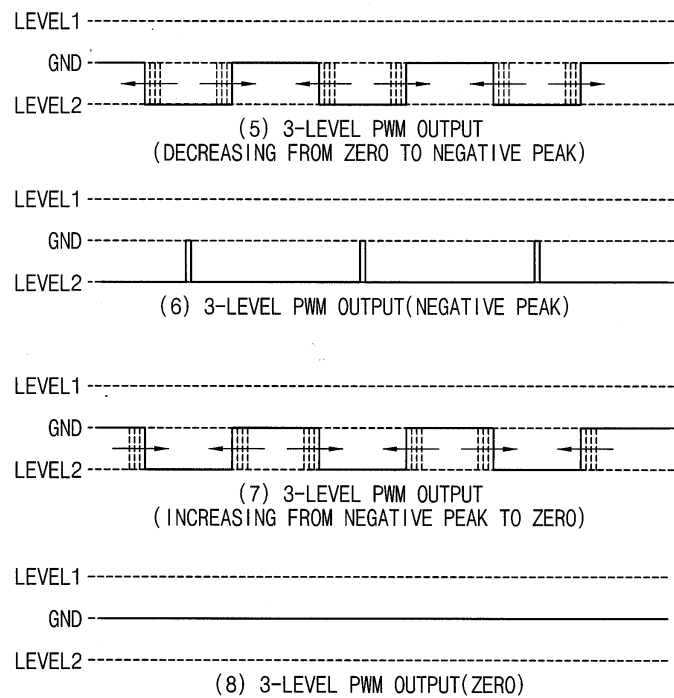 LEVEL1
GND
LEVEL2
(5) 3-LEVEL PWM OUTPUT
(DECREASING FROM ZERO TO NEGATIVE PEAK)
LEVEL1
GND
LEVEL2
(6) 3-LEVEL PWM OUTPUT(NEGATIVE PEAK)
LEVEL1
GND
LEVEL2
(7) 3-LEVEL PWM OUTPUT
(INCREASING FROM NEGATIVE PEAK TO ZERO)
LEVEL1
GND
LEVEL2
(8) 3-LEVEL PWM OUTPUT(ZERO)